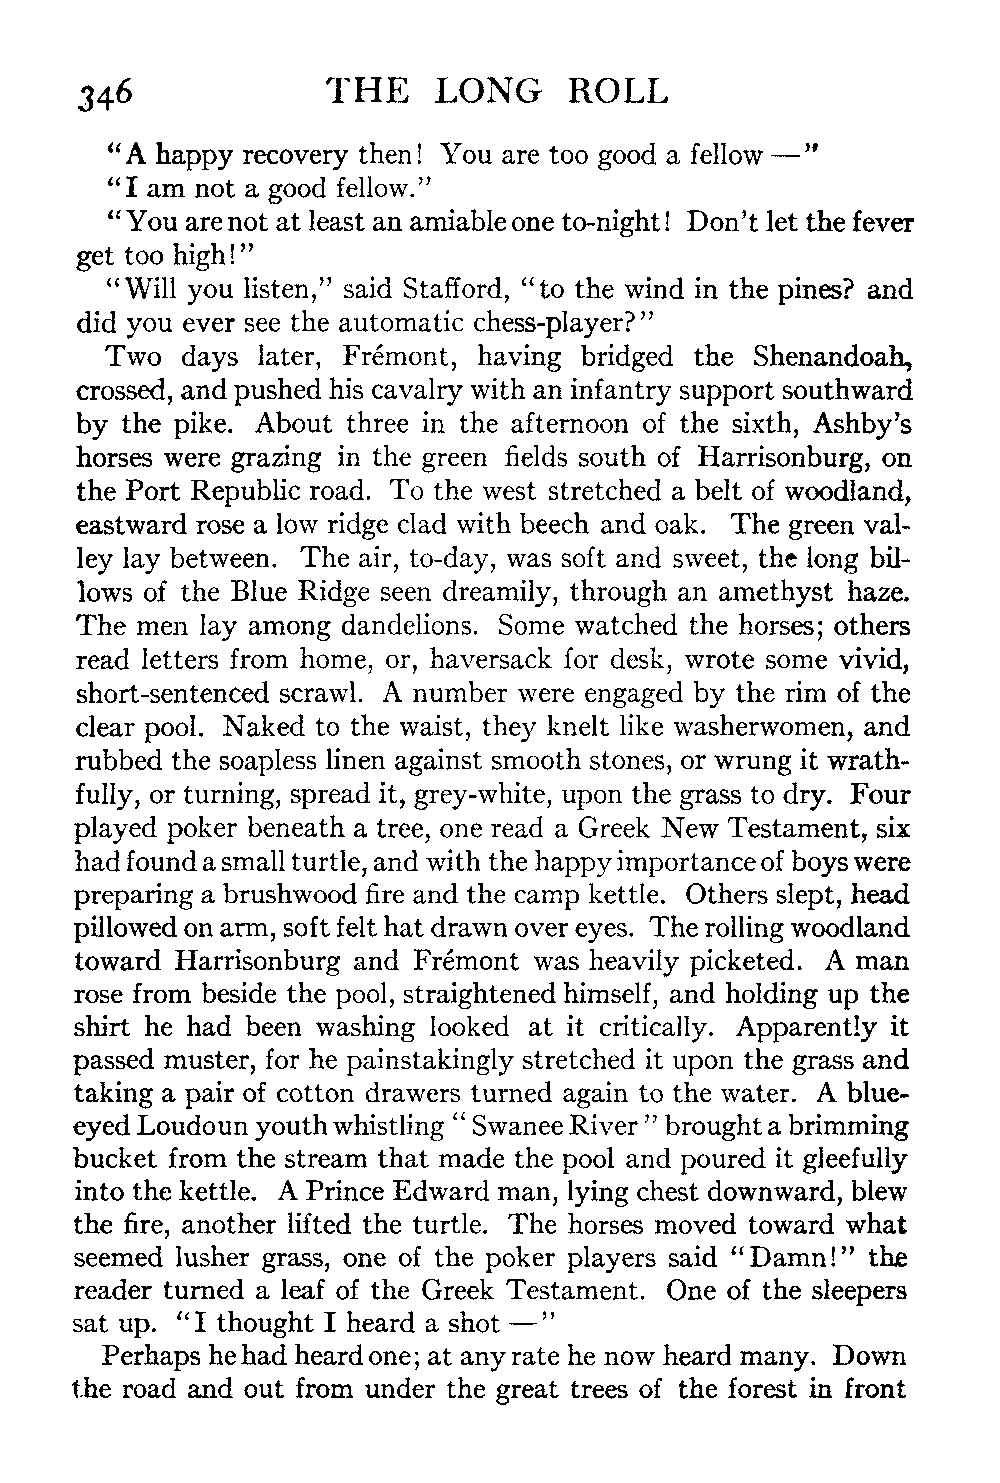 346 THE LONG ROLL
“A happy recovery then! You are too good a fellow —”
“I am not a good fellow.”
“You are not at least an amiable one to-night! Don’t let the fever
get too high!”
“Will you listen,” said Stafford, “to the wind in the pines? and
did you ever see the automatic chess-player?”
Two days later, Frémont, having bridged the Shenandoah,
crossed, and pushed his cavalry with an infantry support southward
by the pike. About three in the afternoon of the sixth, Ashby’s
horses were grazing in the green fields south of Harrisonburg, on
the Port Republic road. To the west stretched a belt of woodland,
eastward rose a low ridge clad with beech and oak. The green val-
ley lay between. The air, to-day, was soft and sweet, the long bil-
lows of the Blue Ridge seen dreamily, through an amethyst haze.
The men lay among dandelions. Some watched the horses; others
read letters from home, or, haversack for desk, wrote some vivid,
short-sentenced scrawl. A number were engaged by the rim of the
clear pool. Naked to the waist, they knelt like washerwomen, and
rubbed the soapless linen against smooth stones, or wrung it wrath-
fully, or turning, spread it, grey-white, upon the grass to dry. Four
played poker beneath a tree, one read a Greek New Testament, six
had found a small turtle, and with the happy importance of boys were
preparing a brushwood fire and the camp kettle. Others slept, head
pillowed on arm, soft felt hat drawn over eyes. The rolling woodland
toward Harrisonburg and Frémont was heavily picketed. A man
rose from beside the pool, straightened himself, and holding up the
shirt he had been washing looked at it critically. Apparently it
passed muster, for he painstakingly stretched it upon the grass and
taking a pair of cotton drawers turned again to the water. A blue-
eyed Loudoun youth whistling “Swanee River” brought a brimming
bucket from the stream that made the pool and poured it gleefully
into the kettle. A Prince Edward man, lying chest downward, blew
the fire, another lifted the turtle. The horses moved toward what
seemed lusher grass, one of the poker players said “Damn!” the
reader turned a leaf of the Greek Testament. One of the sleepers
sat up. “I thought I heard a shot —”
Perhaps he had heard one; at any rate he now heard many. Down
the road and out from under the great trees of the forest in front